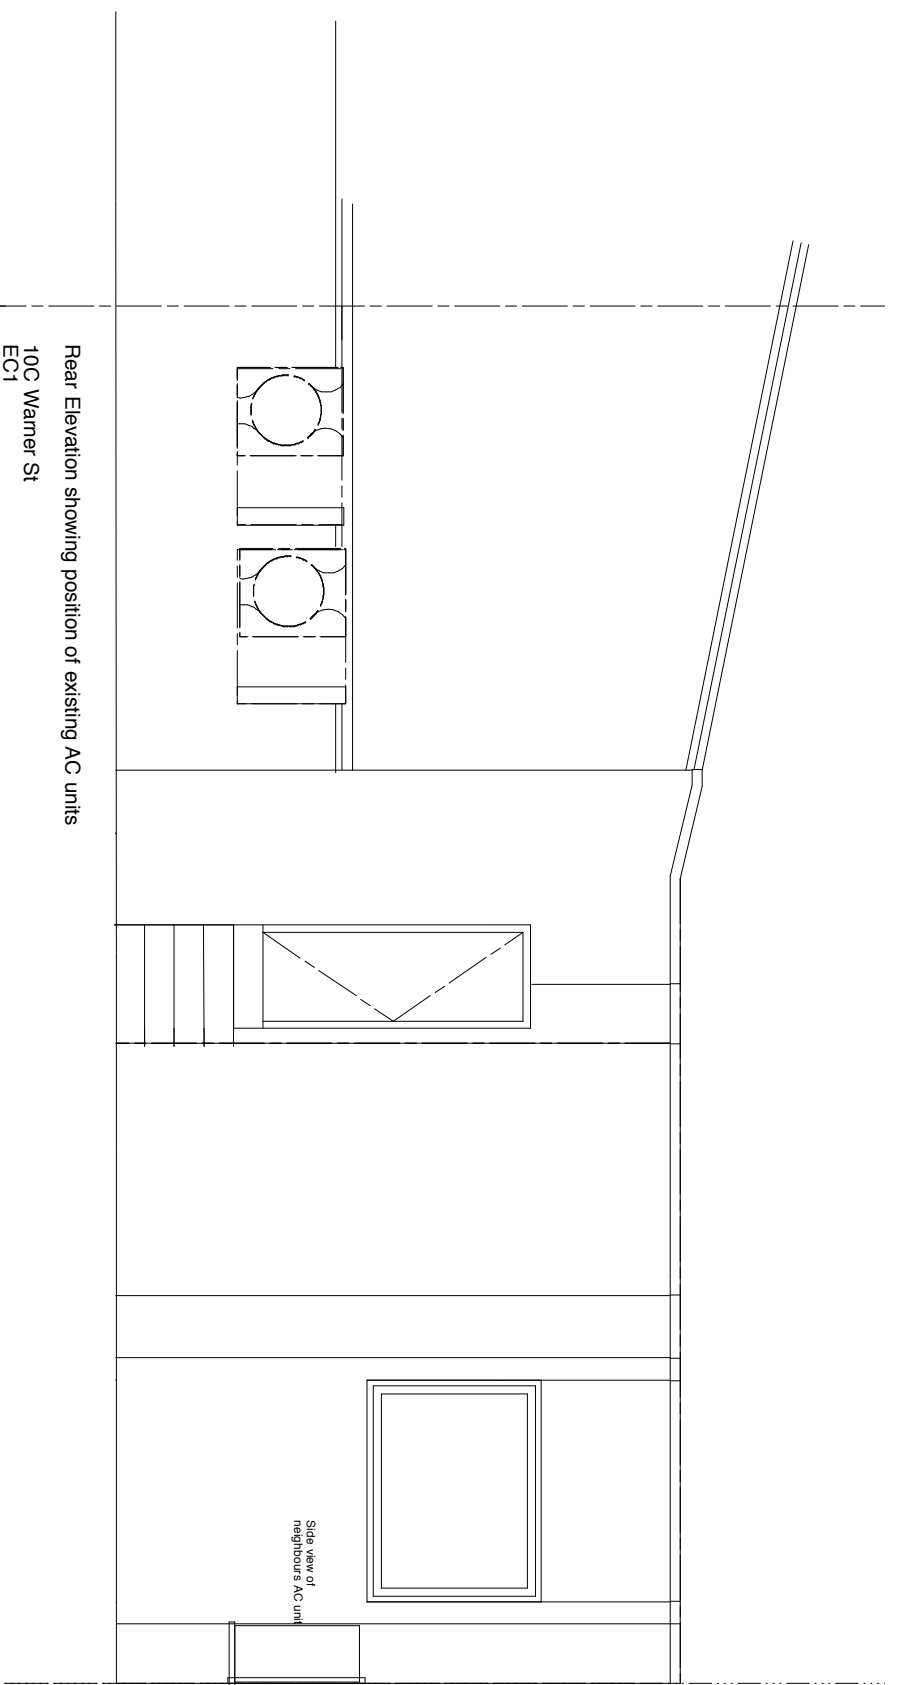 Side view of
neighbours AC unit
Rear Elevation showing position of existing AC units
10C Warner St
EC1